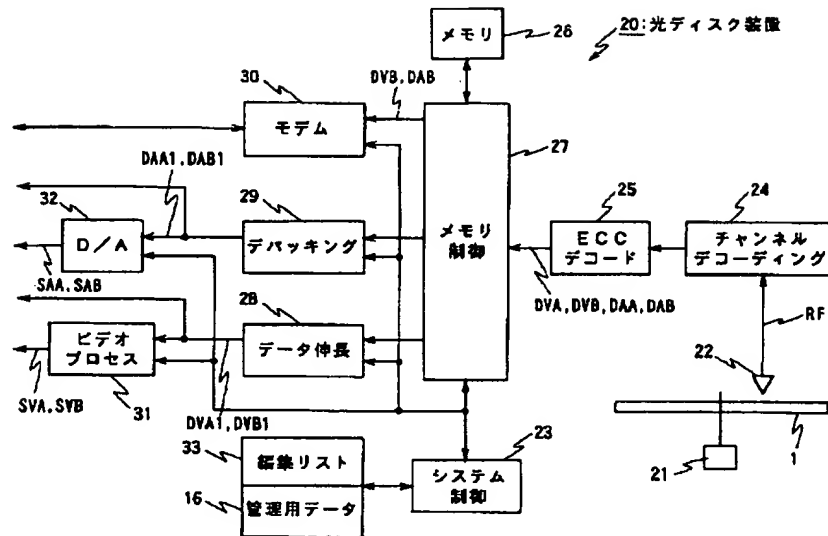 メモリ
26
20:光ディスク装置
30
DVB,DAB
モデム
27
DAA1,DAB1
32
29
25
24
D/A
デパッキング
メモリ
制御
ECC
デコード
チャンネル
デコーディング
SAA,SAB
28
DVA,DVB,DAA,DAB
RF
ビデオ
プロセス
データ伸長
22
SVA,SVB
31
DVA1,DVB1
33
23
1
編集リスト
システム
制御
21
16
管理用データ